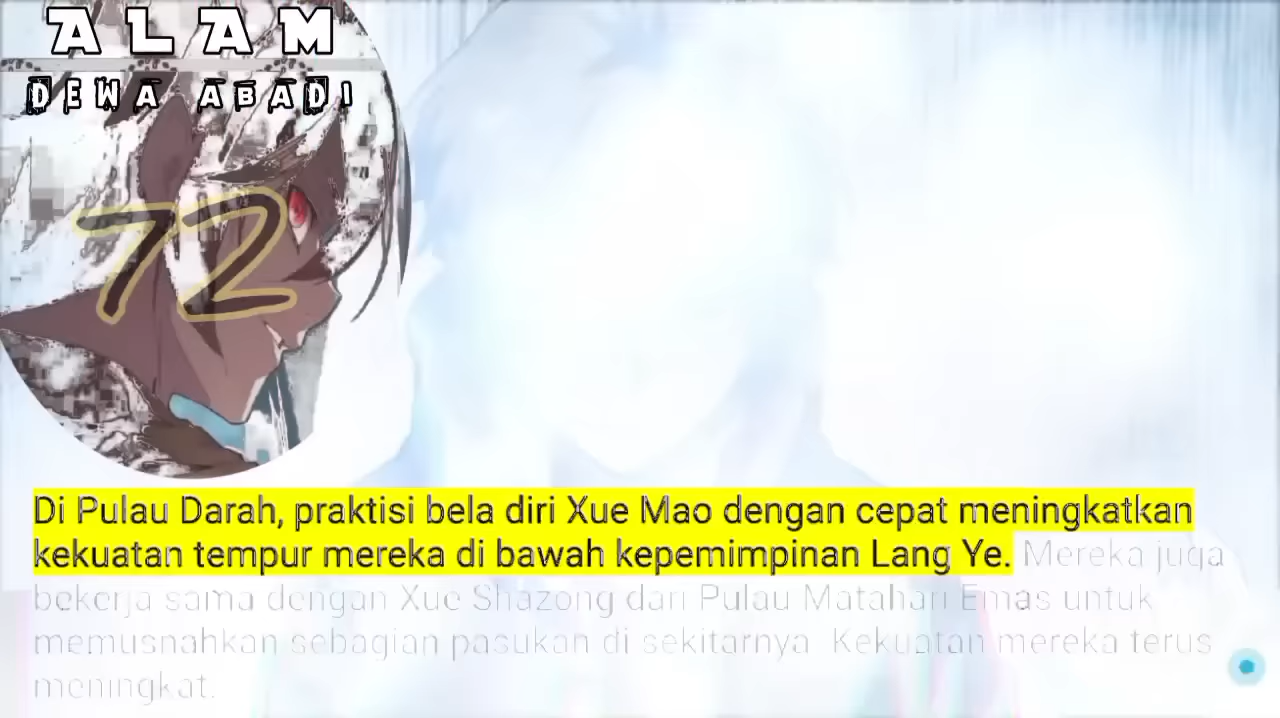 ALAM
DEWA ABADI
72
Di Pulau Darah, praktisi bela diri Xue Mao dengan cepat meningkatkan
kekuatan tempur mereka di bawah kepemimpinan Lang Ye. Mereka juga
bekerja sama dengan Xue Shazong dari Pulau Matahari Emas untuk
memusnahkan sebagian pasukan di sekitarnya. Kekuatan mereka terus
meningkat.